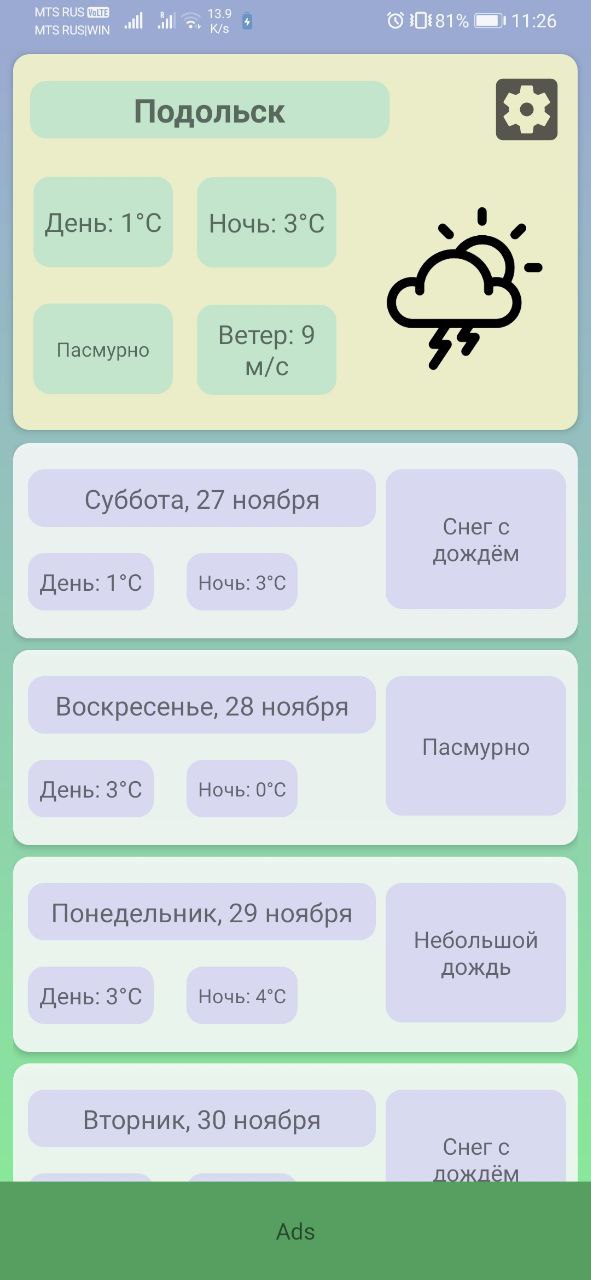 MTS RUS VoLTE
MTS RUS|WIN
13.9
K/s
81%
11:26
Подольск
День: 1°C
Ночь: 3°C
Пасмурно
Ветер: 9
м/с
Суббота, 27 ноября
Снег с
дождём
День: 1°C
Ночь: 3°C
Воскресенье, 28 ноября
Пасмурно
День: 3°C
Ночь: 0°C
Понедельник, 29 ноября
Небольшой
дождь
День: 3°C
Ночь: 4°C
Вторник, 30 ноября
Снег с
дождём
Ads